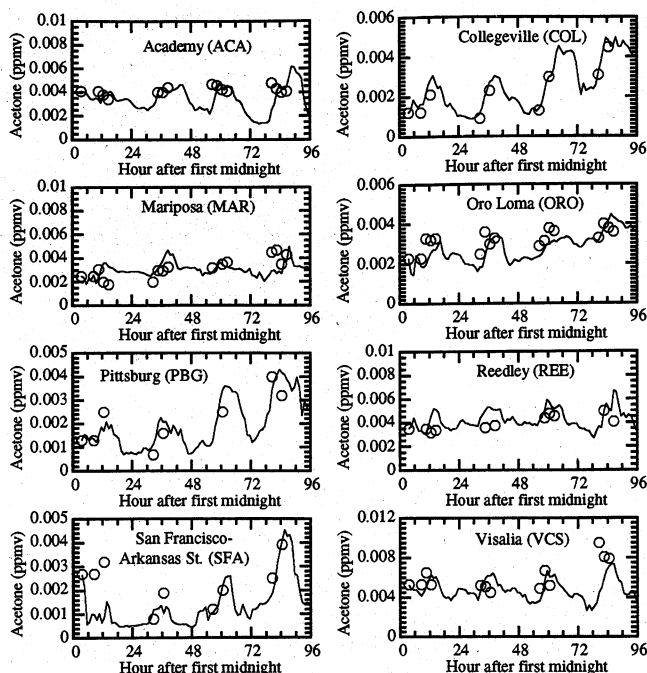 Academy (ACA)
Acetone (ppmv)
0.01
0.008
0.006
0.004
0.002
0
0 24 48 72 96
Hour after first midnight
Collegeville (COL)
Acetone (ppmv)
0.006
0.004
0.002
0
0 24 48 72 96
Hour after first midnight
Mariposa (MAR)
Acetone (ppmv)
0.01
0.008
0.006
0.004
0.002
0
0 24 48 72 96
Hour after first midnight
Oro Loma (ORO)
Acetone (ppmv)
0.006
0.004
0.002
0
0 24 48 72 96
Hour after first midnight
Pittsburg (PBG)
Acetone (ppmv)
0.005
0.004
0.003
0.002
0.001
0
0 24 48 72 96
Hour after first midnight
Reedley (REE)
Acetone (ppmv)
0.01
0.008
0.006
0.004
0.002
0
0 24 48 72 96
Hour after first midnight
San Francisco-
Arkansas St. (SFA)
Acetone (ppmv)
0.005
0.004
0.003
0.002
0.001
0
0 24 48 72 96
Hour after first midnight
Visalia (VCS)
Acetone (ppmv)
0.012
0.008
0.004
0
0 24 48 72 96
Hour after first midnight